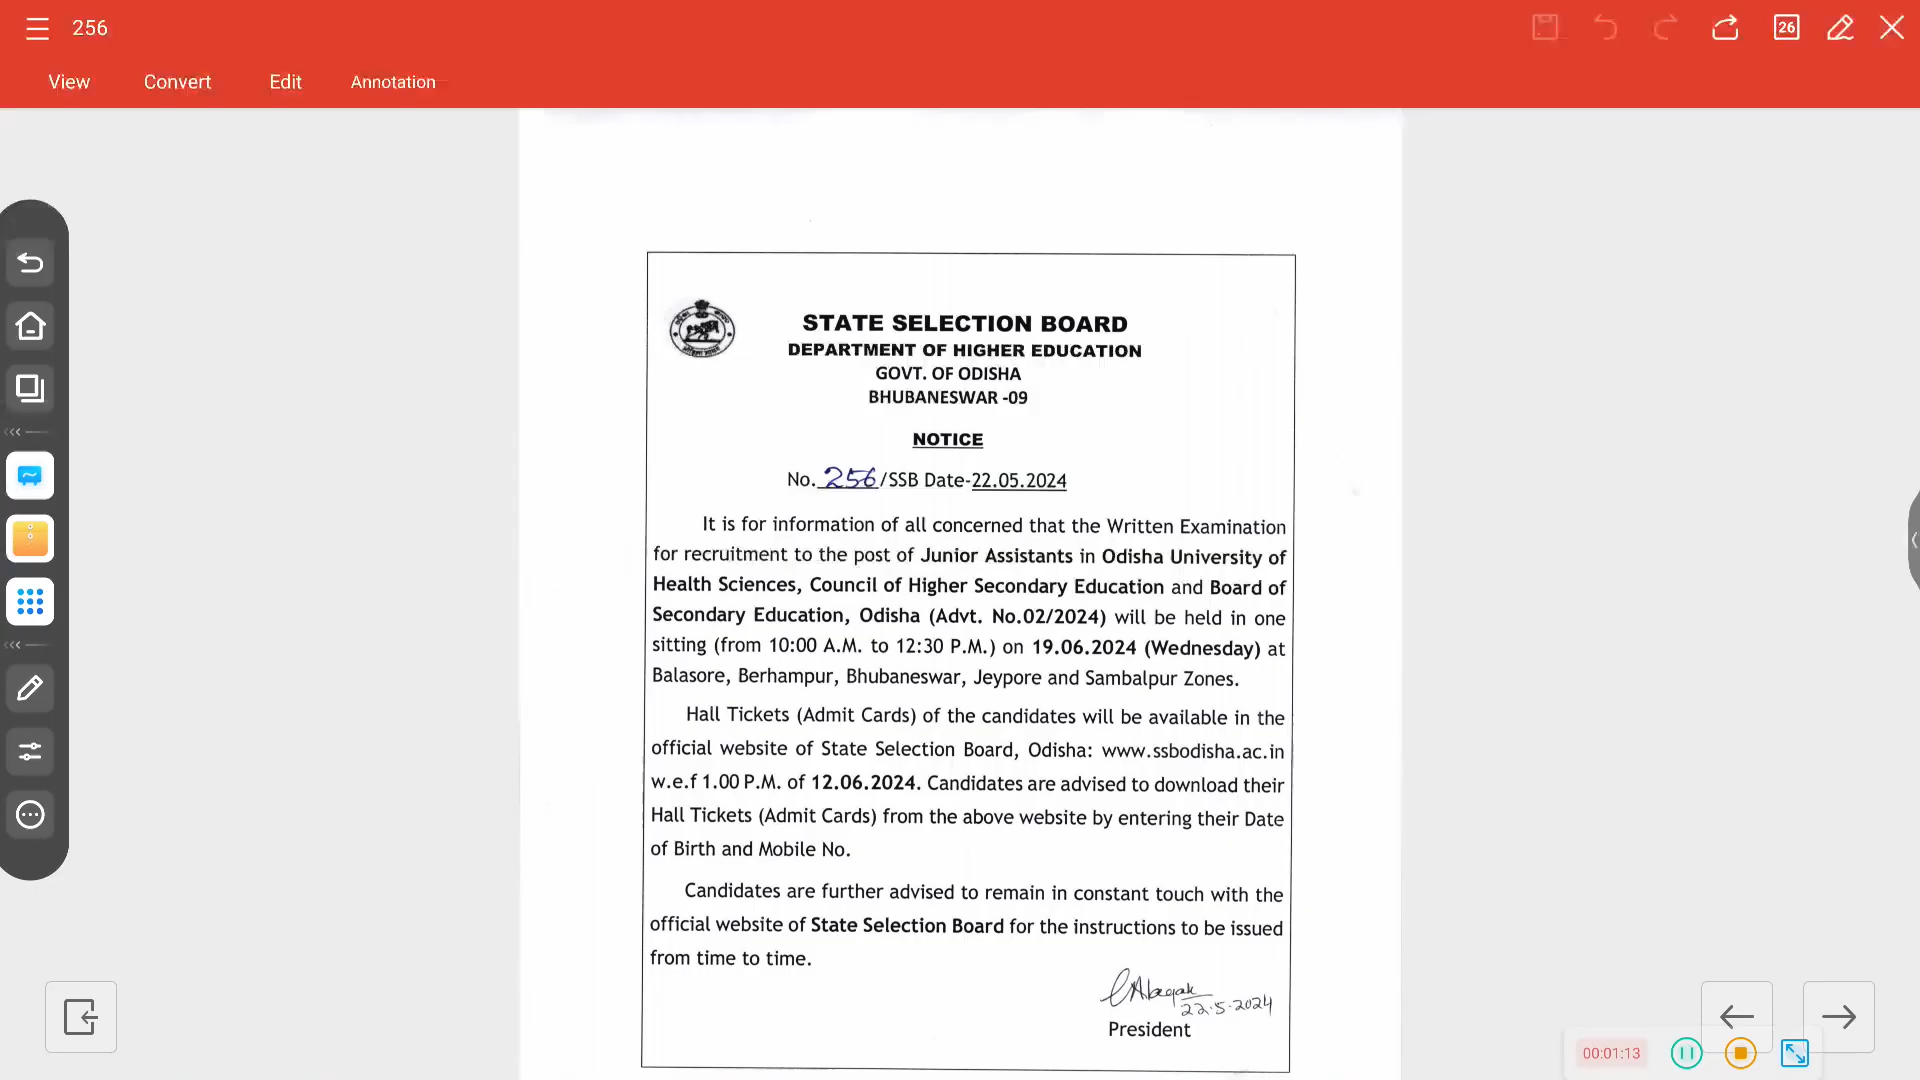 256
26
View Convert Edit Annotation
STATE SELECTION BOARD
DEPARTMENT OF HIGHER EDUCATION
GOVT. OF ODISHA
BHUBANESWAR -09
NOTICE
No. 256/SSB Date-22.05.2024
It is for information of all concerned that the Written Examination
for recruitment to the post of Junior Assistants in Odisha University of
Health Sciences, Council of Higher Secondary Education and Board of
Secondary Education, Odisha (Advt. No.02/2024) will be held in one
sitting (from 10:00 A.M. to 12:30 P.M.) on 19.06.2024 (Wednesday) at
Balasore, Berhampur, Bhubaneswar, Jeypore and Sambalpur Zones.
Hall Tickets (Admit Cards) of the candidates will be available in the
official website of State Selection Board, Odisha: www.ssbodisha.ac.in
w.e.f 1.00 P.M. of 12.06.2024. Candidates are advised to download their
Hall Tickets (Admit Cards) from the above website by entering their Date
of Birth and Mobile No.
Candidates are further advised to remain in constant touch with the
official website of State Selection Board for the instructions to be issued
from time to time.
22.5.2024
President
00:01:13